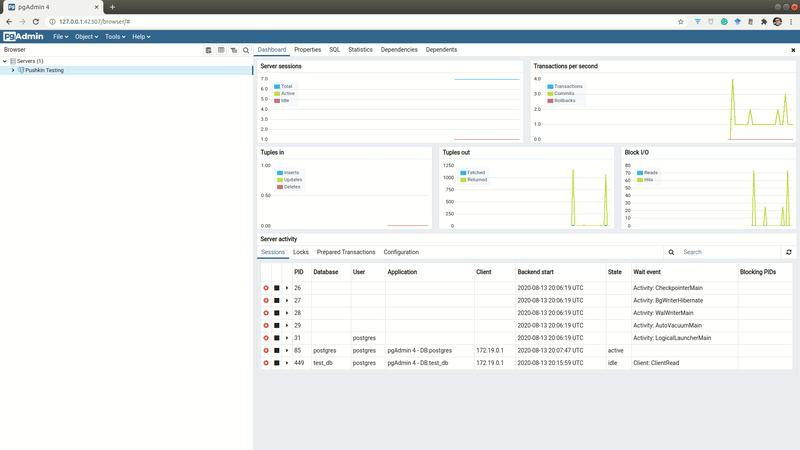 pgAdmin 4
127.0.0.1:42307/browser/#
pgAdmin File Object Tools Help
Browser Dashboard Properties SQL Statistics Dependencies Dependents
Servers (1)
Pushkin Testing
Server sessions
7.0
6.0
5.0
4.0
3.0
2.0
1.0
Total
Active
Idle
Transactions per second
4.0
3.0
2.0
1.0
0.0
Transactions
Commits
Rollbacks
Tuples in
1.00
0.50
0.00
Inserts
Updates
Deletes
Tuples out
1250
1000
750
500
250
0
Fetched
Returned
Block I/O
80
70
60
50
40
30
20
10
0
Reads
Hits
Server activity
Sessions Locks Prepared Transactions Configuration Search
PID Database User Application Client Backend start State Wait event Blocking PIDs
26 2020-08-13 20:06:19 UTC Activity: CheckpointerMain
27 2020-08-13 20:06:19 UTC Activity: BgWriterHibernate
28 2020-08-13 20:06:19 UTC Activity: WalWriterMain
29 2020-08-13 20:06:19 UTC Activity: AutoVacuumMain
31 postgres 2020-08-13 20:06:19 UTC Activity: LogicalLauncherMain
85 postgres postgres pgAdmin 4 - DB:postgres 172.19.0.1 2020-08-13 20:07:47 UTC active
449 test_db postgres pgAdmin 4 - DB:test_db 172.19.0.1 2020-08-13 20:15:59 UTC idle Client: ClientRead